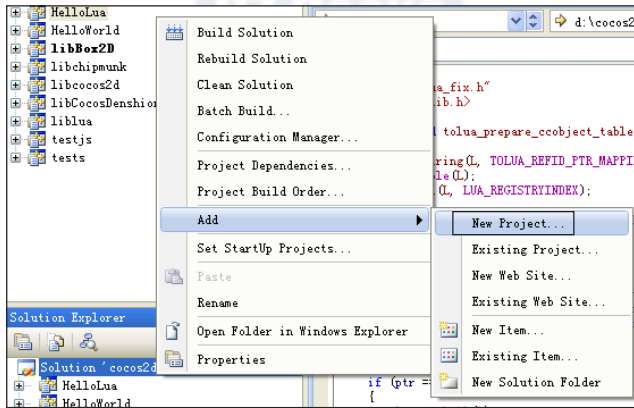 HelloLua
HelloWorld
libBox2D
libchipmunk
libcocos2d
libCocosDenshion
liblua
testjs
tests
Build Solution
Rebuild Solution
Clean Solution
Batch Build...
Configuration Manager...
Project Dependencies...
Project Build Order...
Add
Set StartUp Projects...
Paste
Rename
Open Folder in Windows Explorer
Properties
New Project...
Existing Project...
New Web Site...
Existing Web Site...
New Item...
Existing Item...
New Solution Folder
d:\cocos2
ua_fix.h"
ib.h>
tolua_prepare_ccobject_table
ring(L, TOLUA_REFID_PTR_MAPPI
le(L);
(L, LUA_REGISTRYINDEX);
if (ptr ==
{
Solution Explorer
Solution 'cocos2d
HelloLua
HelloWorld